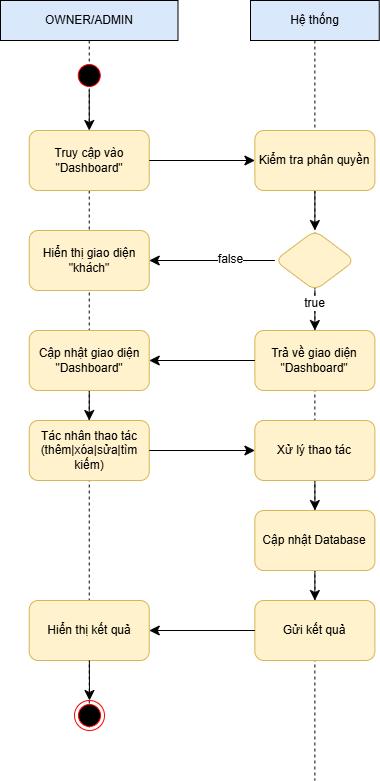 OWNER/ADMIN
Hệ thống
Truy cập vào
"Dashboard"
Kiểm tra phân quyền
Hiển thị giao diện
"khách"
false
true
Cập nhật giao diện
"Dashboard"
Trả về giao diện
"Dashboard"
Tác nhân thao tác
(thêm|xóa|sửa|tìm
kiếm)
Xử lý thao tác
Cập nhật Database
Hiển thị kết quả
Gửi kết quả